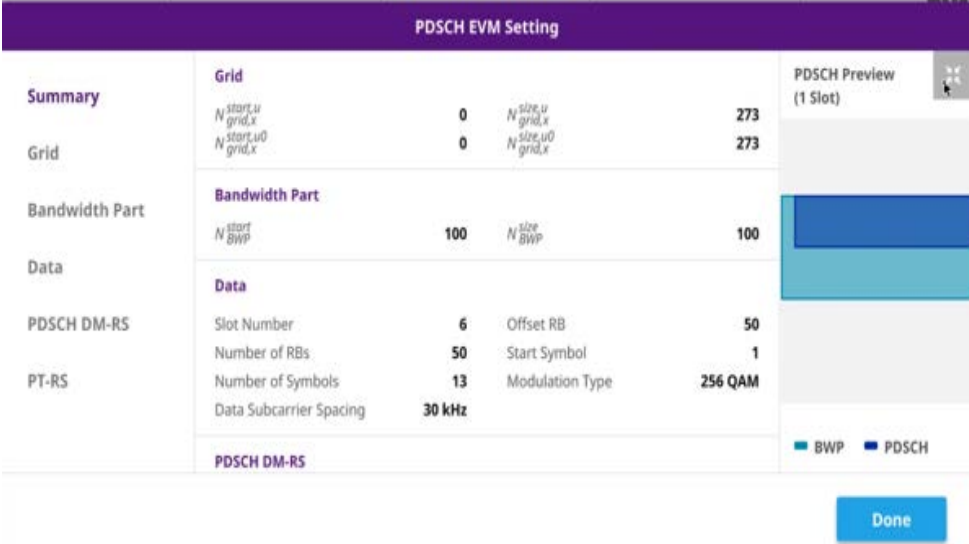 PDSCH EVM Setting
Summary
Grid
Bandwidth Part
Data
PDSCH DM-RS
PT-RS
Grid
N start,u grid,x 0 N size,u grid,x 273
N start,u0 grid,x 0 N size,u0 grid,x 273
Bandwidth Part
N start BWP 100 N size BWP 100
Data
Slot Number 6 Offset RB 50
Number of RBs 50 Start Symbol 1
Number of Symbols 13 Modulation Type 256 QAM
Data Subcarrier Spacing 30 kHz
PDSCH DM-RS
PDSCH Preview
(1 Slot)
BWP PDSCH
Done